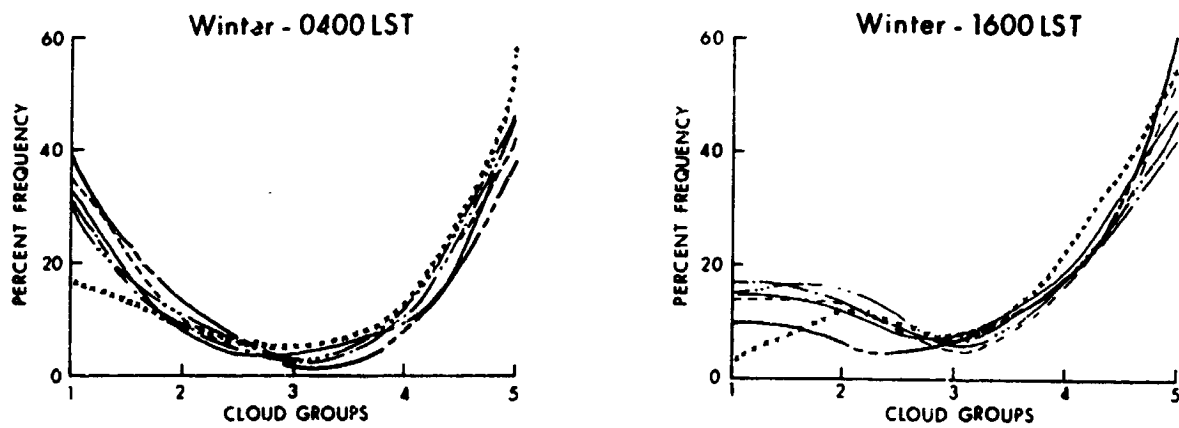 Winter - 0400 LST
60
40
20
0
PERCENT FREQUENCY
1 2 3 4 5
CLOUD GROUPS
Winter - 1600 LST
60
40
20
0
PERCENT FREQUENCY
1 2 3 4 5
CLOUD GROUPS